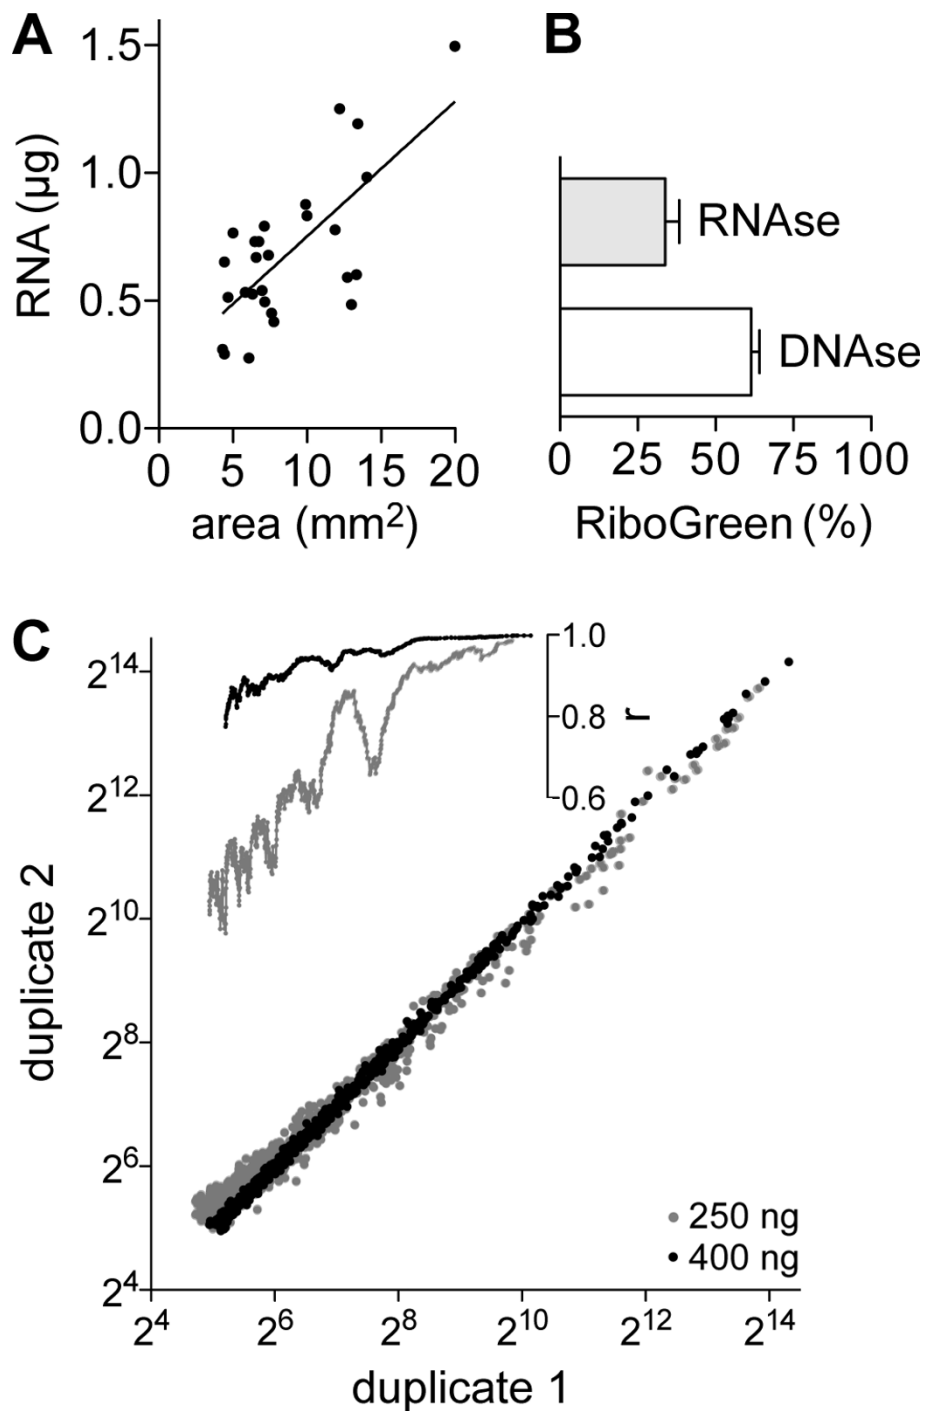 A
B
RNA (µg)
1.5
1.0
0.5
0.0
0 5 10 15 20
area (mm²)
RNAse
DNAse
0 25 50 75 100
RiboGreen (%)
C
duplicate 2
2¹⁴
2¹²
2¹⁰
2⁸
2⁶
2⁴
1.0
0.8
0.6
r
250 ng
400 ng
2⁴ 2⁶ 2⁸ 2¹⁰ 2¹² 2¹⁴
duplicate 1